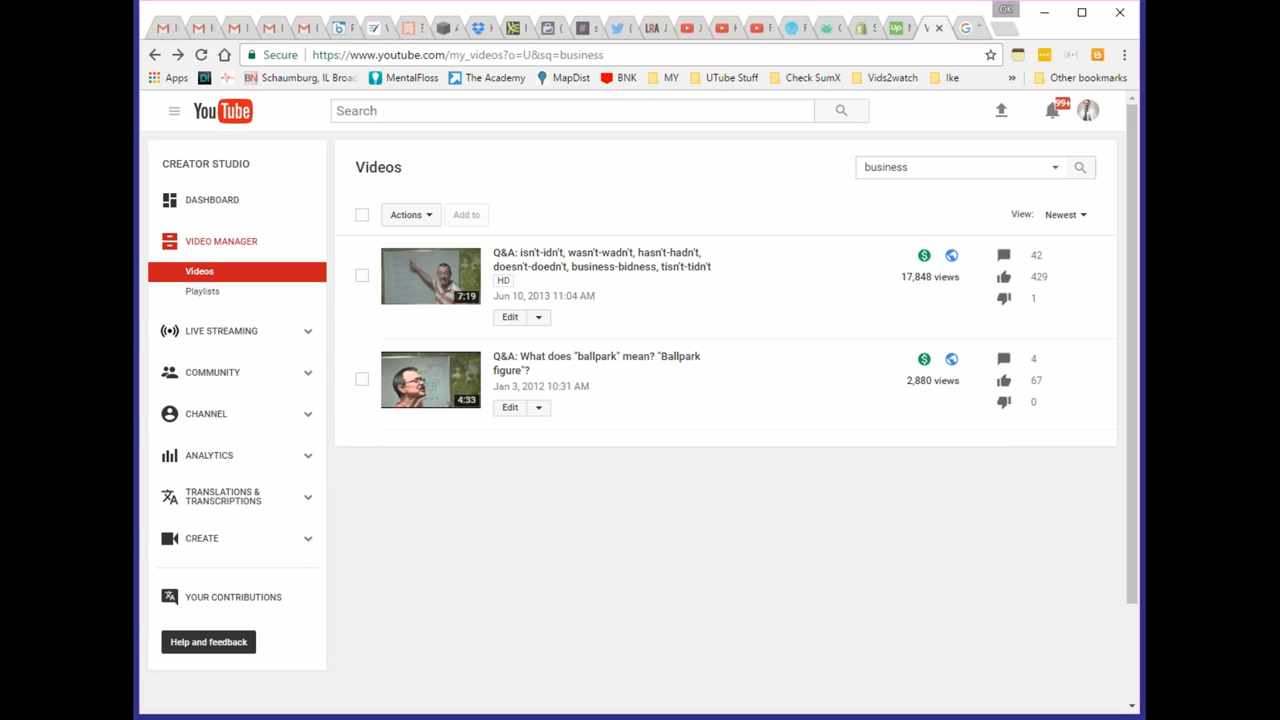 OK
Secure
https://www.youtube.com/my_videos?o=U&sq=business
Apps
Schaumburg, IL Broad
MentalFloss
The Academy
MapDist
BNK
MY
UTube Stuff
Check SumX
Vids2watch
Ike
»
Other bookmarks
YouTube
Search
99+
CREATOR STUDIO
DASHBOARD
VIDEO MANAGER
Videos
Playlists
LIVE STREAMING
COMMUNITY
CHANNEL
ANALYTICS
TRANSLATIONS &
TRANSCRIPTIONS
CREATE
YOUR CONTRIBUTIONS
Help and feedback
Videos
business
Actions
Add to
View: Newest
7:19
Q&A: isn't-idn't, wasn't-wadn't, hasn't-hadn't,
doesn't-doedn't, business-bidness, tisn't-tidn't
HD
Jun 10, 2013 11:04 AM
Edit
17,848 views
42
429
1
4:33
Q&A: What does "ballpark" mean? "Ballpark
figure"?
Jan 3, 2012 10:31 AM
Edit
2,880 views
4
67
0